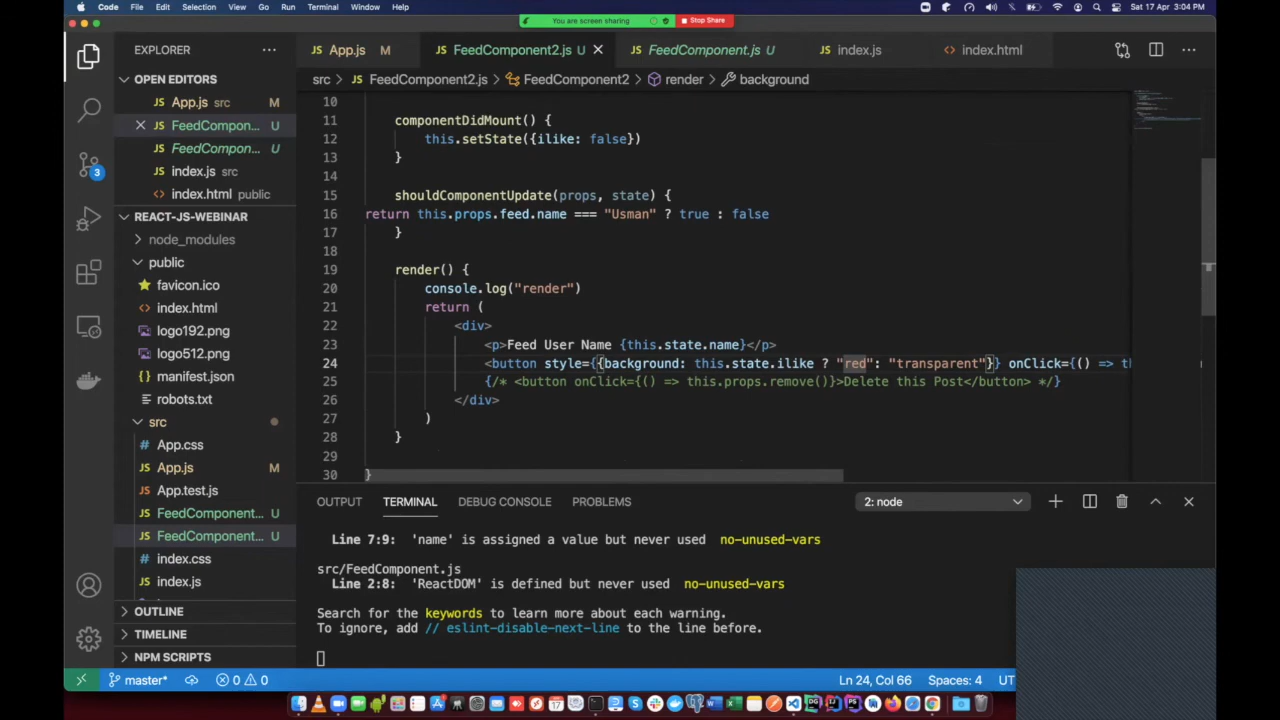 Code File Edit Selection View Go Run Terminal Window Help Sat 17 Apr 3:04 PM
You are screen sharing Stop Share
EXPLORER
App.js M FeedComponent2.js U FeedComponent.js U index.js index.html
OPEN EDITORS
src > FeedComponent2.js > FeedComponent2 > render > background
App.js src M
FeedCompon... U
FeedCompon... U
index.js src
index.html public
REACT-JS-WEBINAR
node_modules
public
favicon.ico
index.html
logo192.png
logo512.png
manifest.json
robots.txt
src
App.css
App.js M
App.test.js
FeedComponent... U
FeedComponent... U
index.css
index.js
OUTLINE
TIMELINE
NPM SCRIPTS
3
10
11 componentDidMount() {
12 this.setState({ilike: false})
13 }
14
15 shouldComponentUpdate(props, state) {
16 return this.props.feed.name === "Usman" ? true : false
17 }
18
19 render() {
20 console.log("render")
21 return (
22 <div>
23 <p>Feed User Name {this.state.name}</p>
24 <button style={{background: this.state.ilike ? "red": "transparent"}} onClick={() => th
25 {/* <button onClick={() => this.props.remove()}>Delete this Post</button> */}
26 </div>
27 )
28 }
29
30 }
OUTPUT TERMINAL DEBUG CONSOLE PROBLEMS 2: node
Line 7:9: 'name' is assigned a value but never used no-unused-vars
src/FeedComponent.js
Line 2:8: 'ReactDOM' is defined but never used no-unused-vars
Search for the keywords to learn more about each warning.
To ignore, add // eslint-disable-next-line to the line before.
master* 0 0 Ln 24, Col 66 Spaces: 4 UT